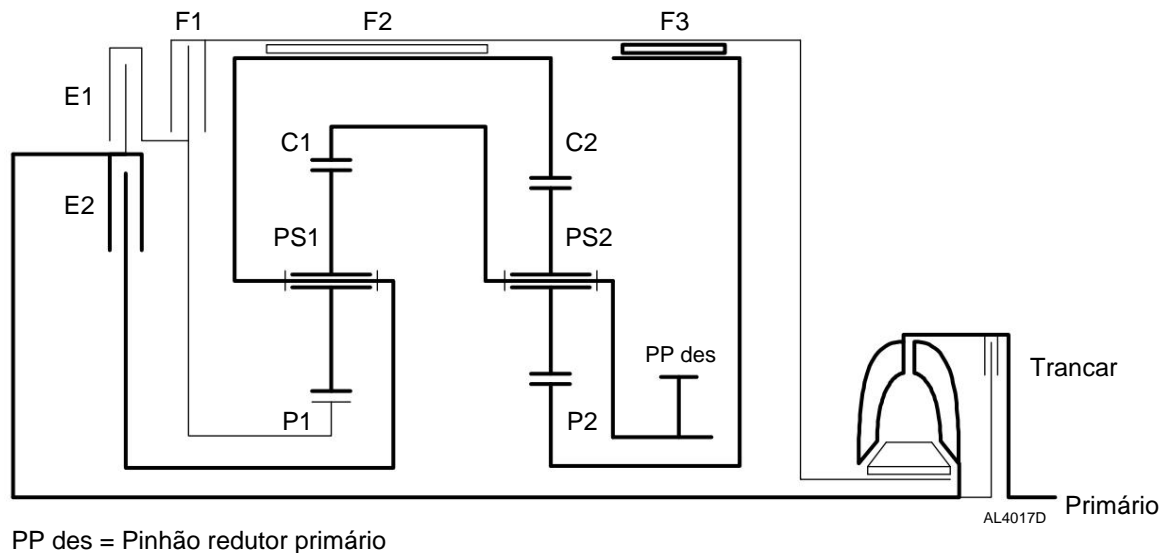 F1
F2
F3
E1
C1
C2
E2
PS1
PS2
PP des
Trancar
P1
P2
Primário
AL4017D
PP des = Pinhão redutor primário